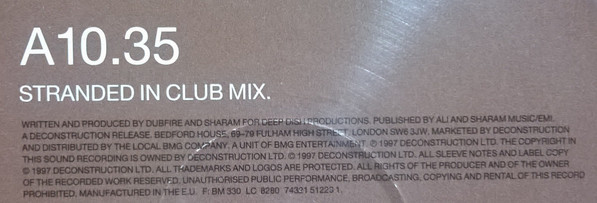 A10.35
STRANDED IN CLUB MIX.
WRITTEN AND PRODUCED BY DUBFIRE AND SHARAM FOR DEEP DISH PRODUCTIONS. PUBLISHED BY ALI AND SHARAM MUSIC/EMI.
A DECONSTRUCTION RELEASE. BEDFORD HOUSE, 69–79 FULHAM HIGH STREET, LONDON SW6 3JW. MARKETED BY DECONSTRUCTION
AND DISTRIBUTED BY THE LOCAL BMG COMPANY. A UNIT OF BMG ENTERTAINMENT. ℗ 1997 DECONSTRUCTION LTD. THE COPYRIGHT IN
THIS SOUND RECORDING IS OWNED BY DECONSTRUCTION LTD. © 1997 DECONSTRUCTION LTD. ALL SLEEVE NOTES AND LABEL COPY
© 1997 DECONSTRUCTION LTD. ALL TRADEMARKS AND LOGOS ARE PROTECTED. ALL RIGHTS OF THE PRODUCER AND OF THE OWNER
OF THE RECORDED WORK RESERVED. UNAUTHORISED PUBLIC PERFORMANCE, BROADCASTING, COPYING AND RENTAL OF THIS RECORD
PROHIBITED. MANUFACTURED IN THE E.U. F: BM 330 LC 8280 74321 51220 1